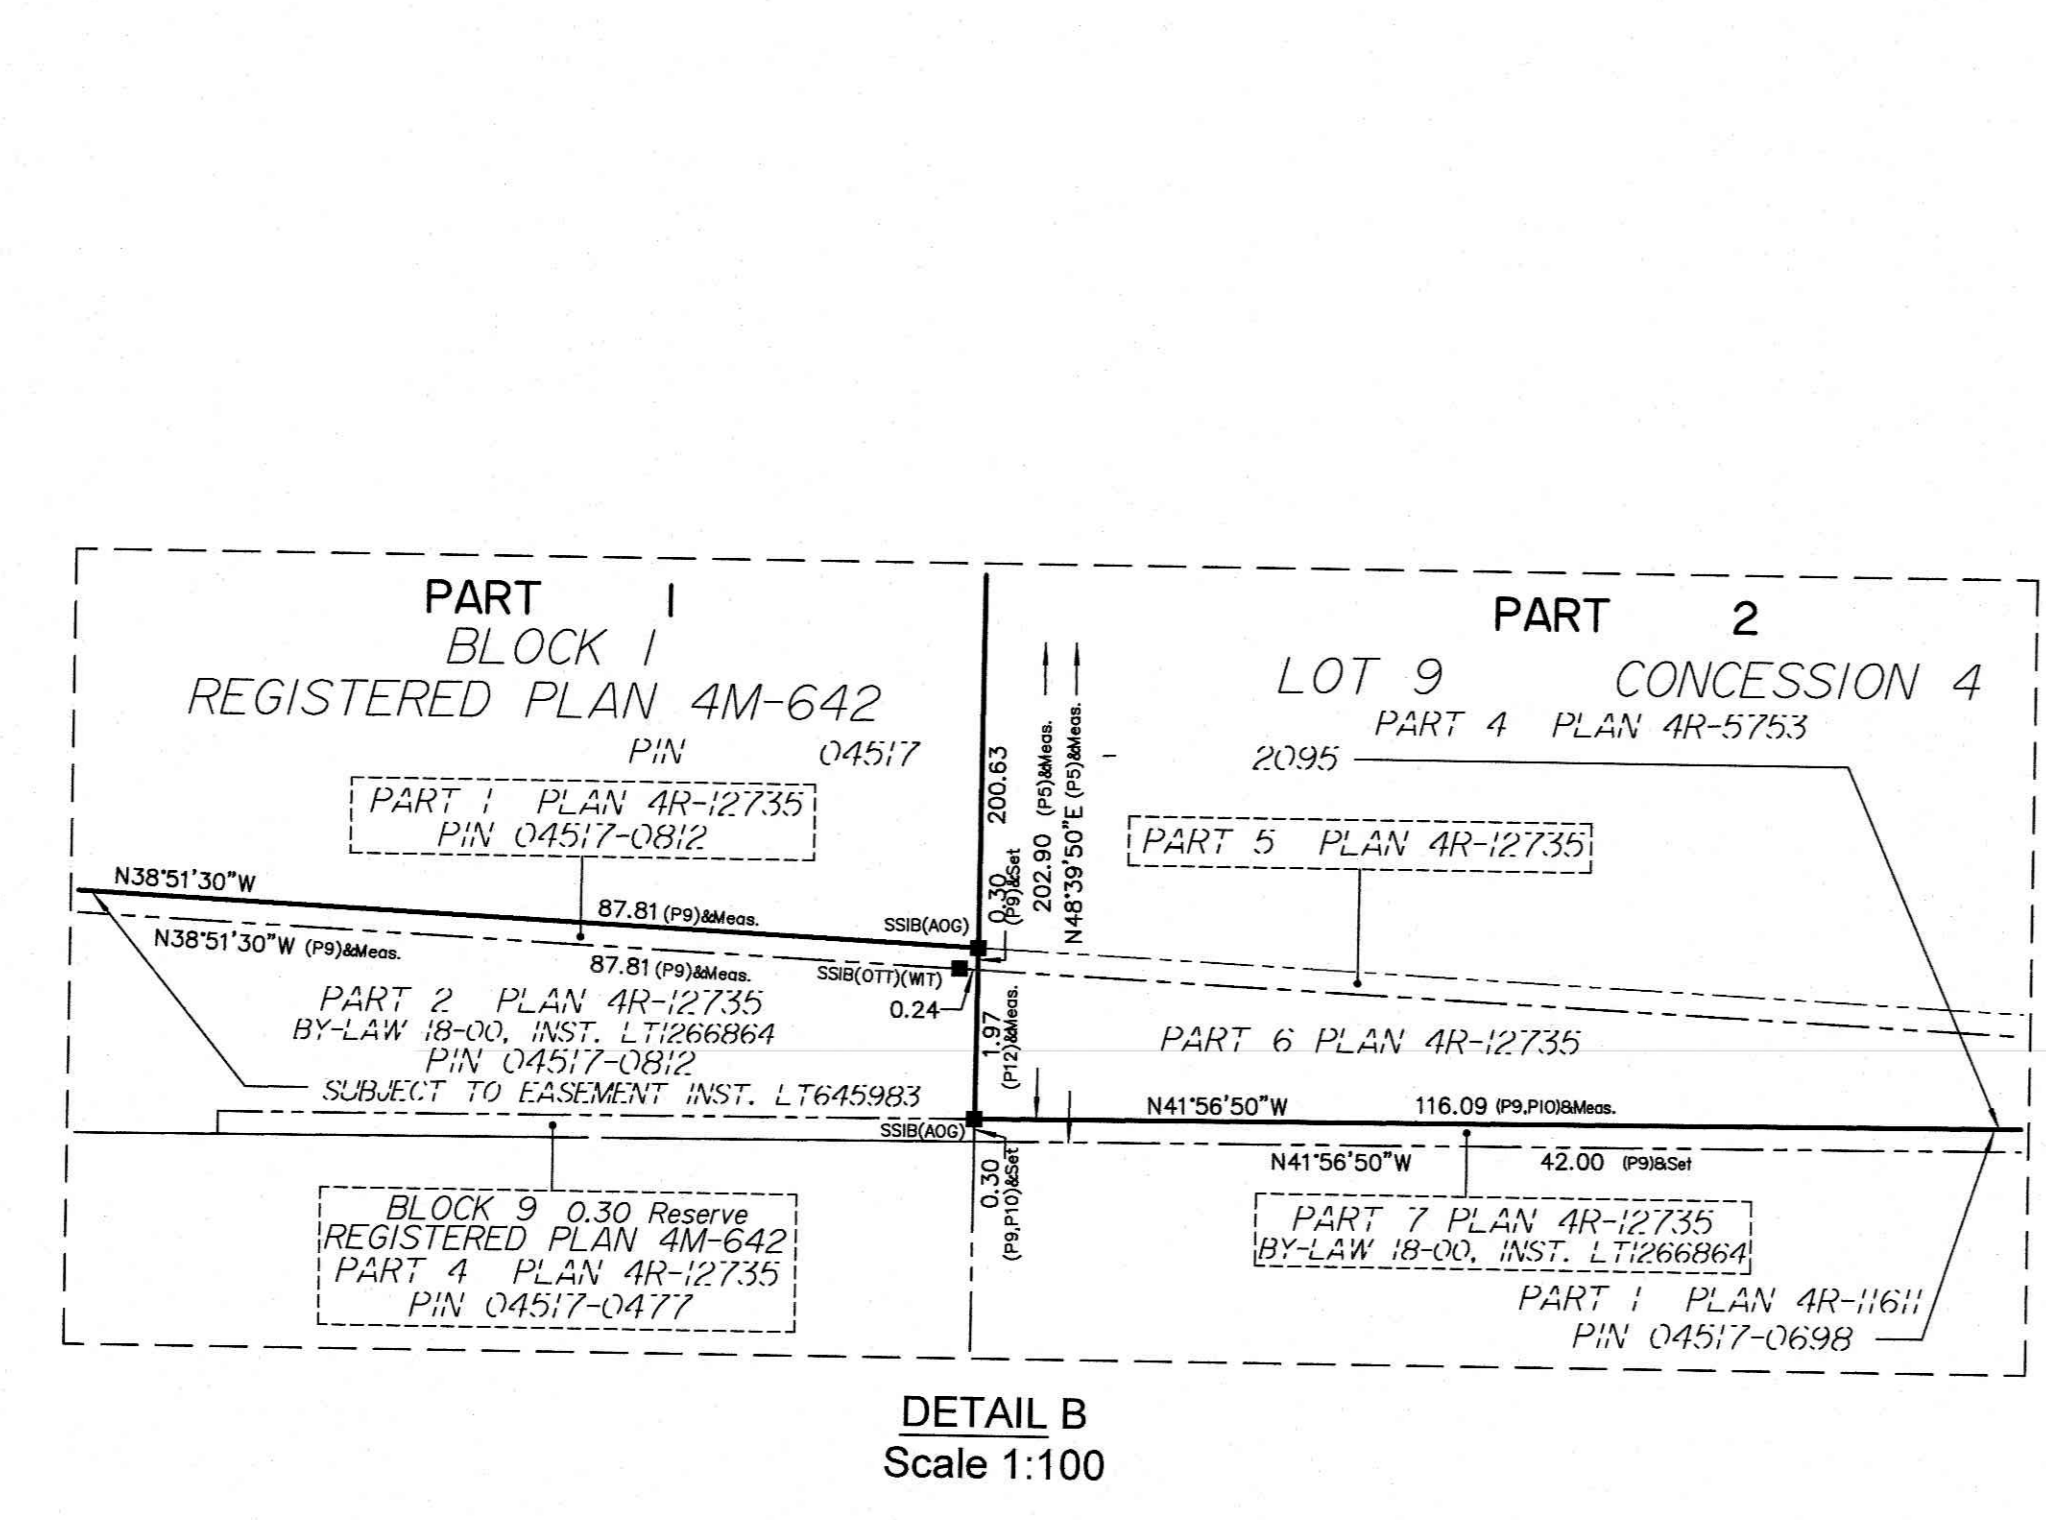 PART 1
BLOCK 1
REGISTERED PLAN 4M-642
PIN 04517 - 2095
PART 1 PLAN 4R-12735
PIN 04517-0812
N38°51'30"W
87.81 (P9)&Meas.
SSIB(AOG)
N38°51'30"W (P9)&Meas.
87.81 (P9)&Meas.
SSIB(OTT)(WIT)
0.24
PART 2 PLAN 4R-12735
BY-LAW 18-00, INST. LT1266864
PIN 04517-0812
SUBJECT TO EASEMENT INST. LT645983
SSIB(AOG)
BLOCK 9 0.30 Reserve
REGISTERED PLAN 4M-642
PART 4 PLAN 4R-12735
PIN 04517-0477
200.63
0.30
(P9)&Set
202.90 (P5)&Meas.
N48°39'50"E (P5)&Meas.
1.97
(P12)&Meas.
0.30
(P9,P10)&Set
PART 2
LOT 9 CONCESSION 4
PART 4 PLAN 4R-5753
PART 5 PLAN 4R-12735
PART 6 PLAN 4R-12735
N41°56'50"W 116.09 (P9,P10)&Meas.
N41°56'50"W 42.00 (P9)&Set
PART 7 PLAN 4R-12735
BY-LAW 18-00, INST. LT1266864
PART 1 PLAN 4R-11611
PIN 04517-0698
DETAIL B
Scale 1:100